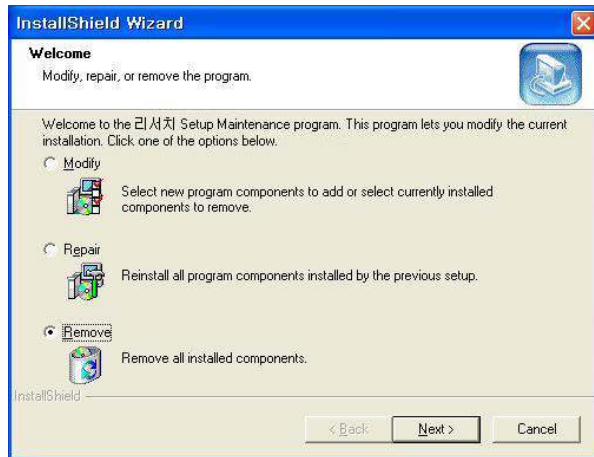 InstallShield Wizard
Welcome
Modify, repair, or remove the program.
Welcome to the 리서치 Setup Maintenance program. This program lets you modify the current
installation. Click one of the options below.
Modify
Select new program components to add or select currently installed
components to remove.
Repair
Reinstall all program components installed by the previous setup.
Remove
Remove all installed components.
InstallShield
< Back
Next >
Cancel